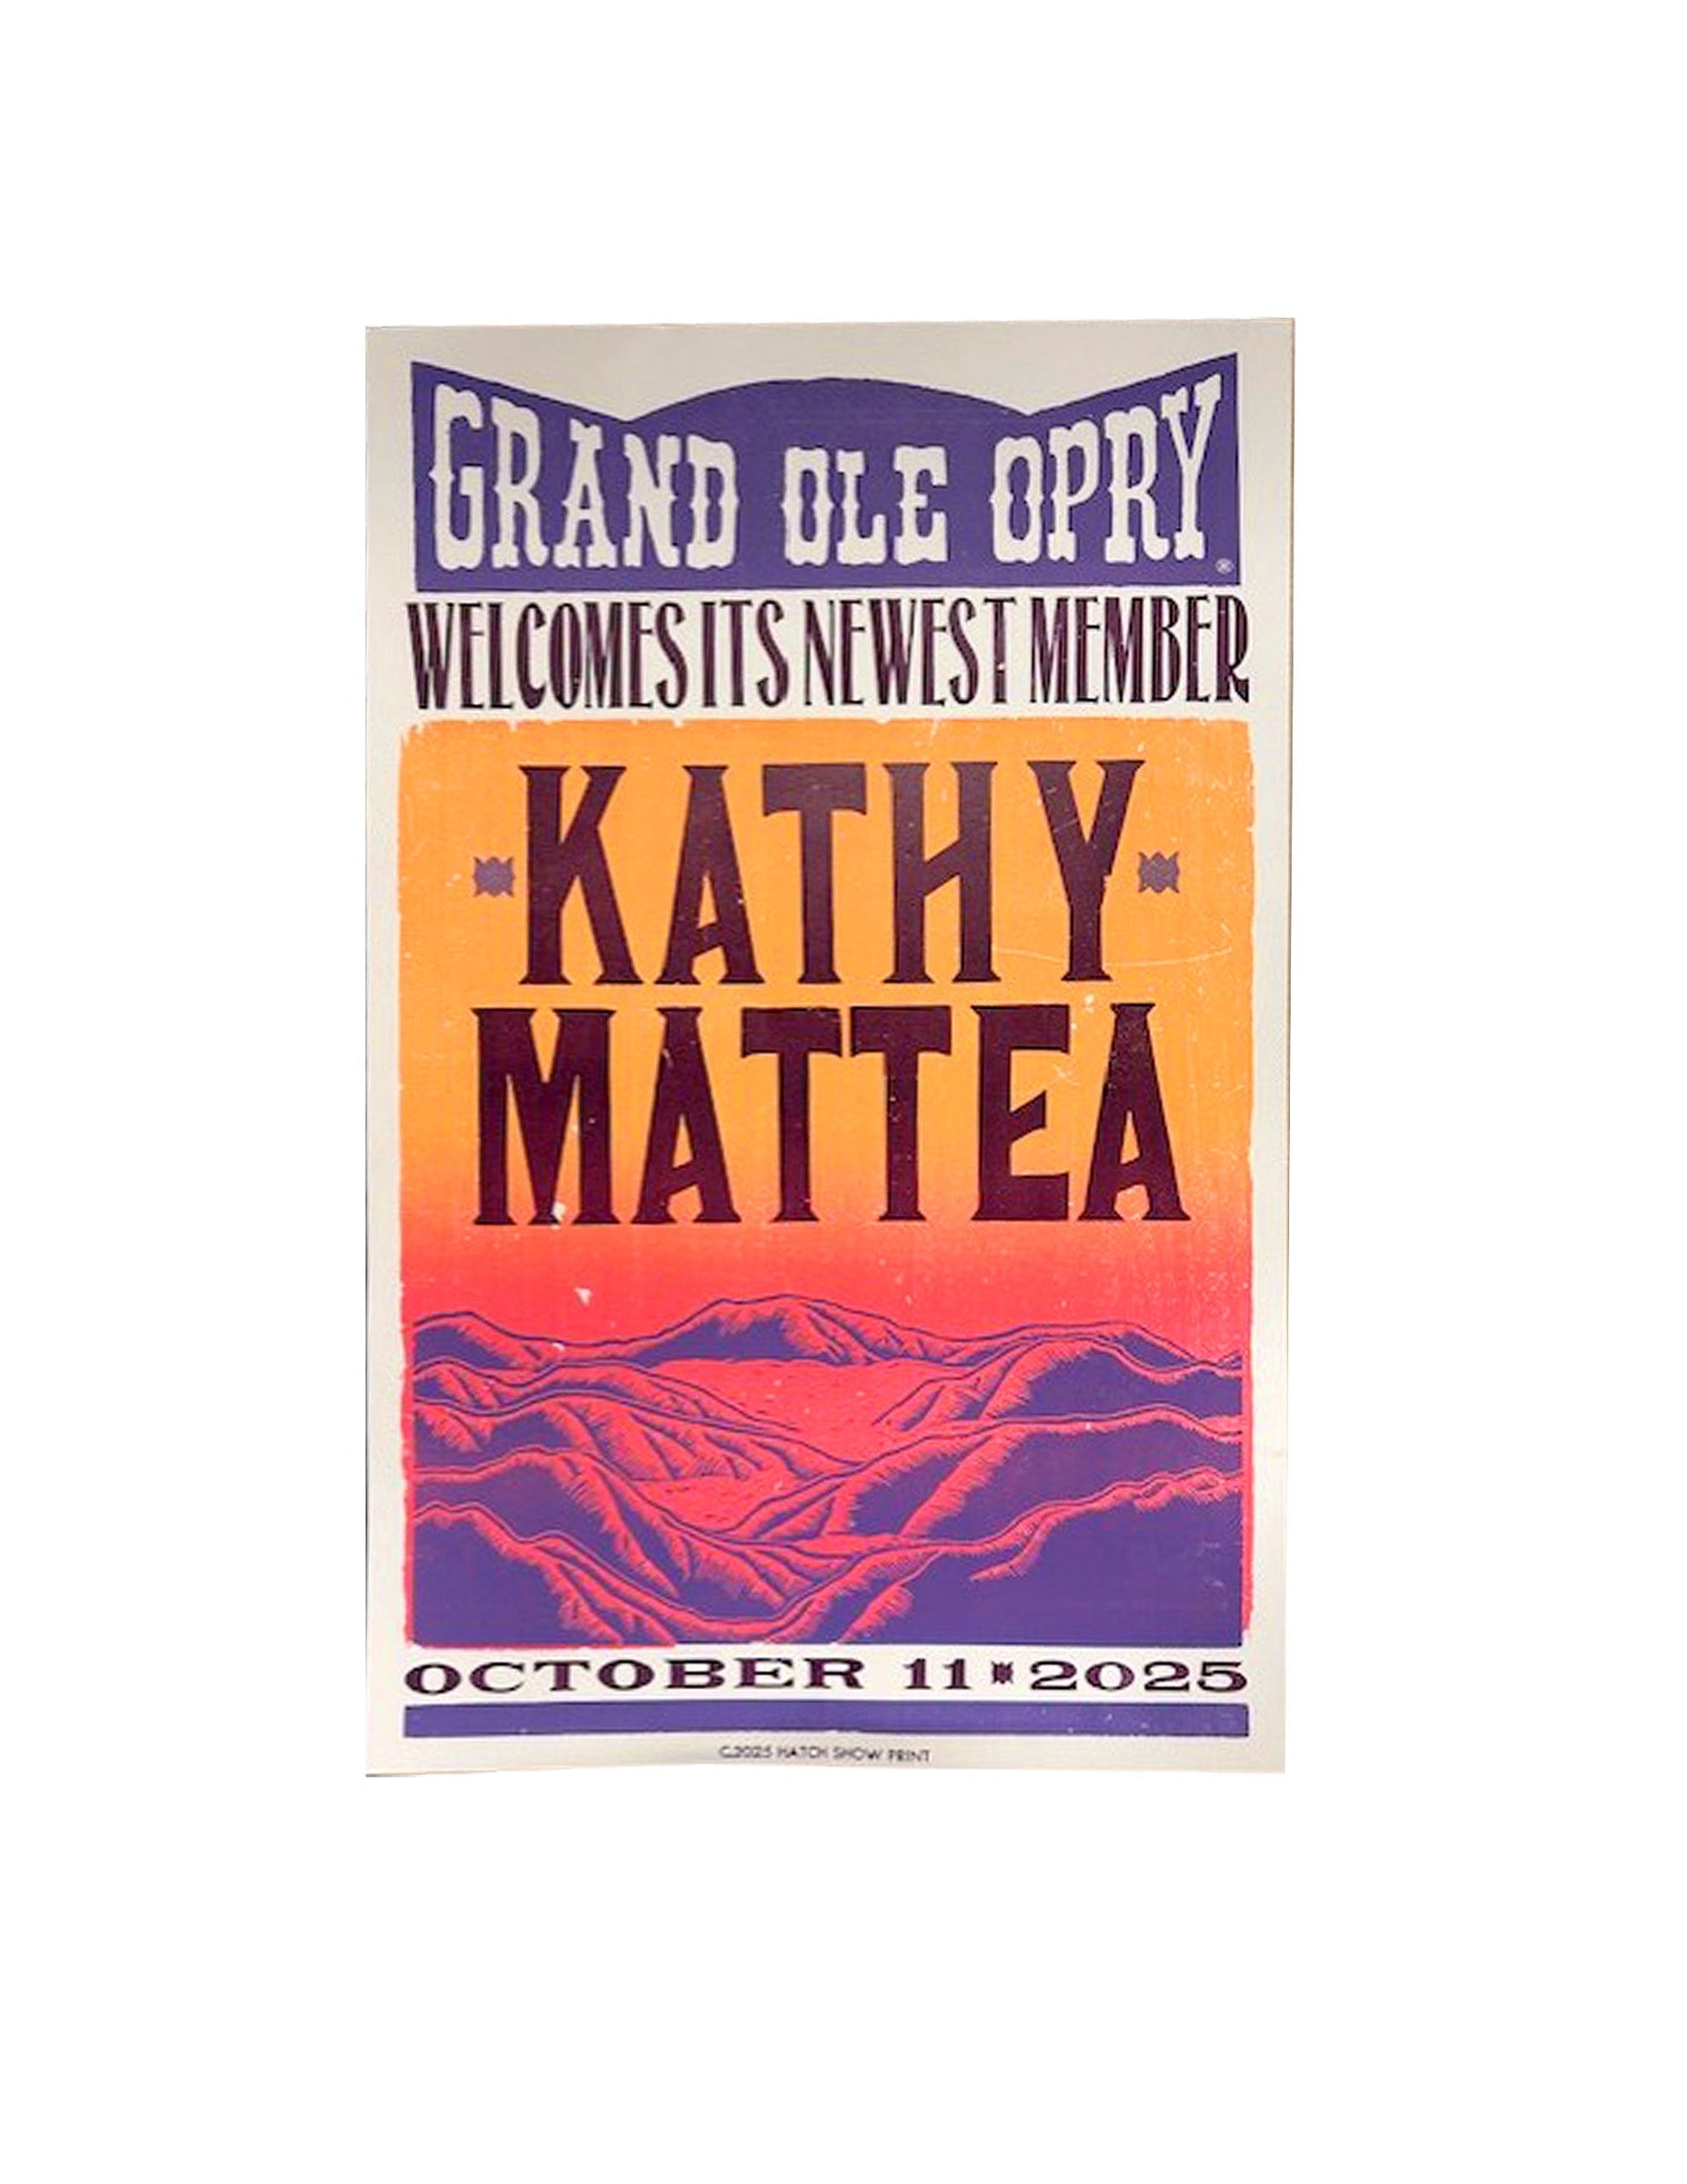 GRAND OLE OPRY®
WELCOMES ITS NEWEST MEMBER
KATHY
MATTEA
OCTOBER 11 2025
C.2025 HATCH SHOW PRINT